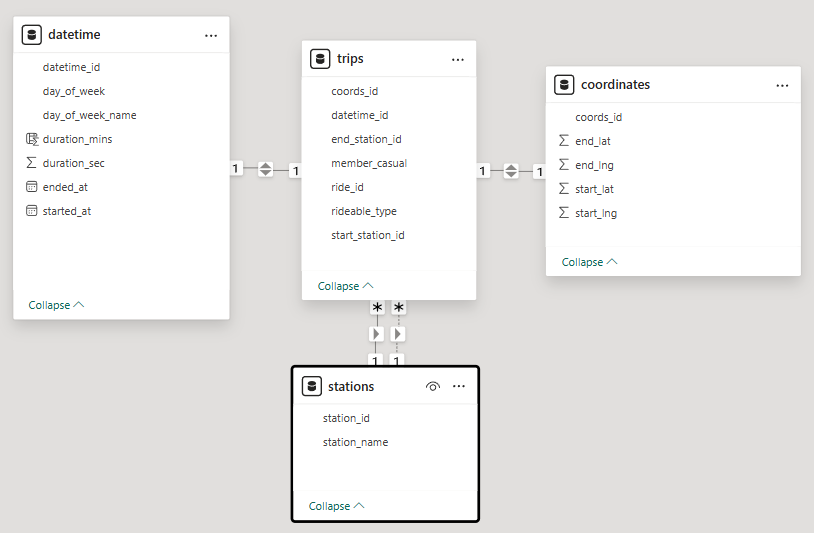 datetime
datetime_id
day_of_week
day_of_week_name
duration_mins
duration_sec
ended_at
started_at
Collapse
1
1
trips
coords_id
datetime_id
end_station_id
member_casual
ride_id
rideable_type
start_station_id
Collapse
1
1
coordinates
coords_id
end_lat
end_lng
start_lat
start_lng
Collapse
* *
1 1
stations
station_id
station_name
Collapse